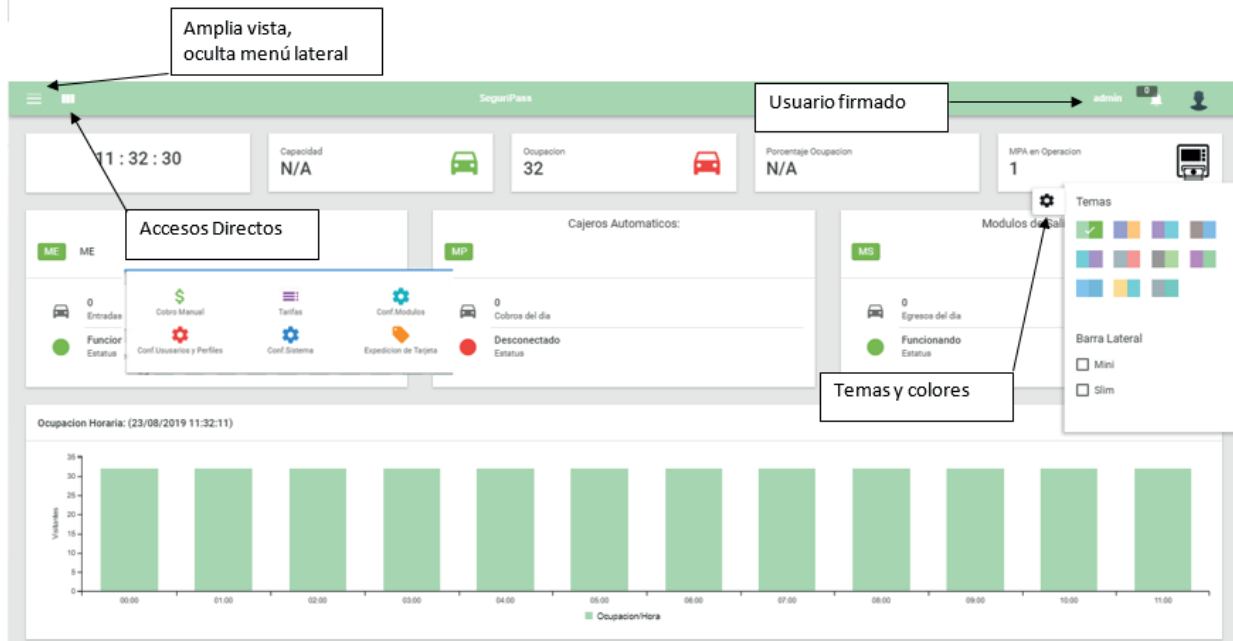 Amplia vista,
oculta menú lateral
SeguriPass
Usuario firmado
admin
0
11 : 32 : 30
Capacidad
N/A
Ocupacion
32
Porcentaje Ocupacion
N/A
MPA en Operacion
1
Accesos Directos
Temas
ME ME
Cajeros Automaticos:
MP
Modulos de Sali
MS
0
Entradas
Funcior
Estatus
$
Cobro Manual
Tarifas
Conf.Modulos
Conf.Ususarios y Perfiles
Conf.Sistema
Expedicion de Tarjeta
0
Cobros del dia
Desconectado
Estatus
0
Egresos del dia
Funcionando
Estatus
Barra Lateral
Mini
Slim
Temas y colores
Ocupacion Horaria: (23/08/2019 11:32:11)
Visitantes
35
30
25
20
15
10
5
0
00:00 01:00 02:00 03:00 04:00 05:00 06:00 07:00 08:00 09:00 10:00 11:00
Ocupacion/Hora